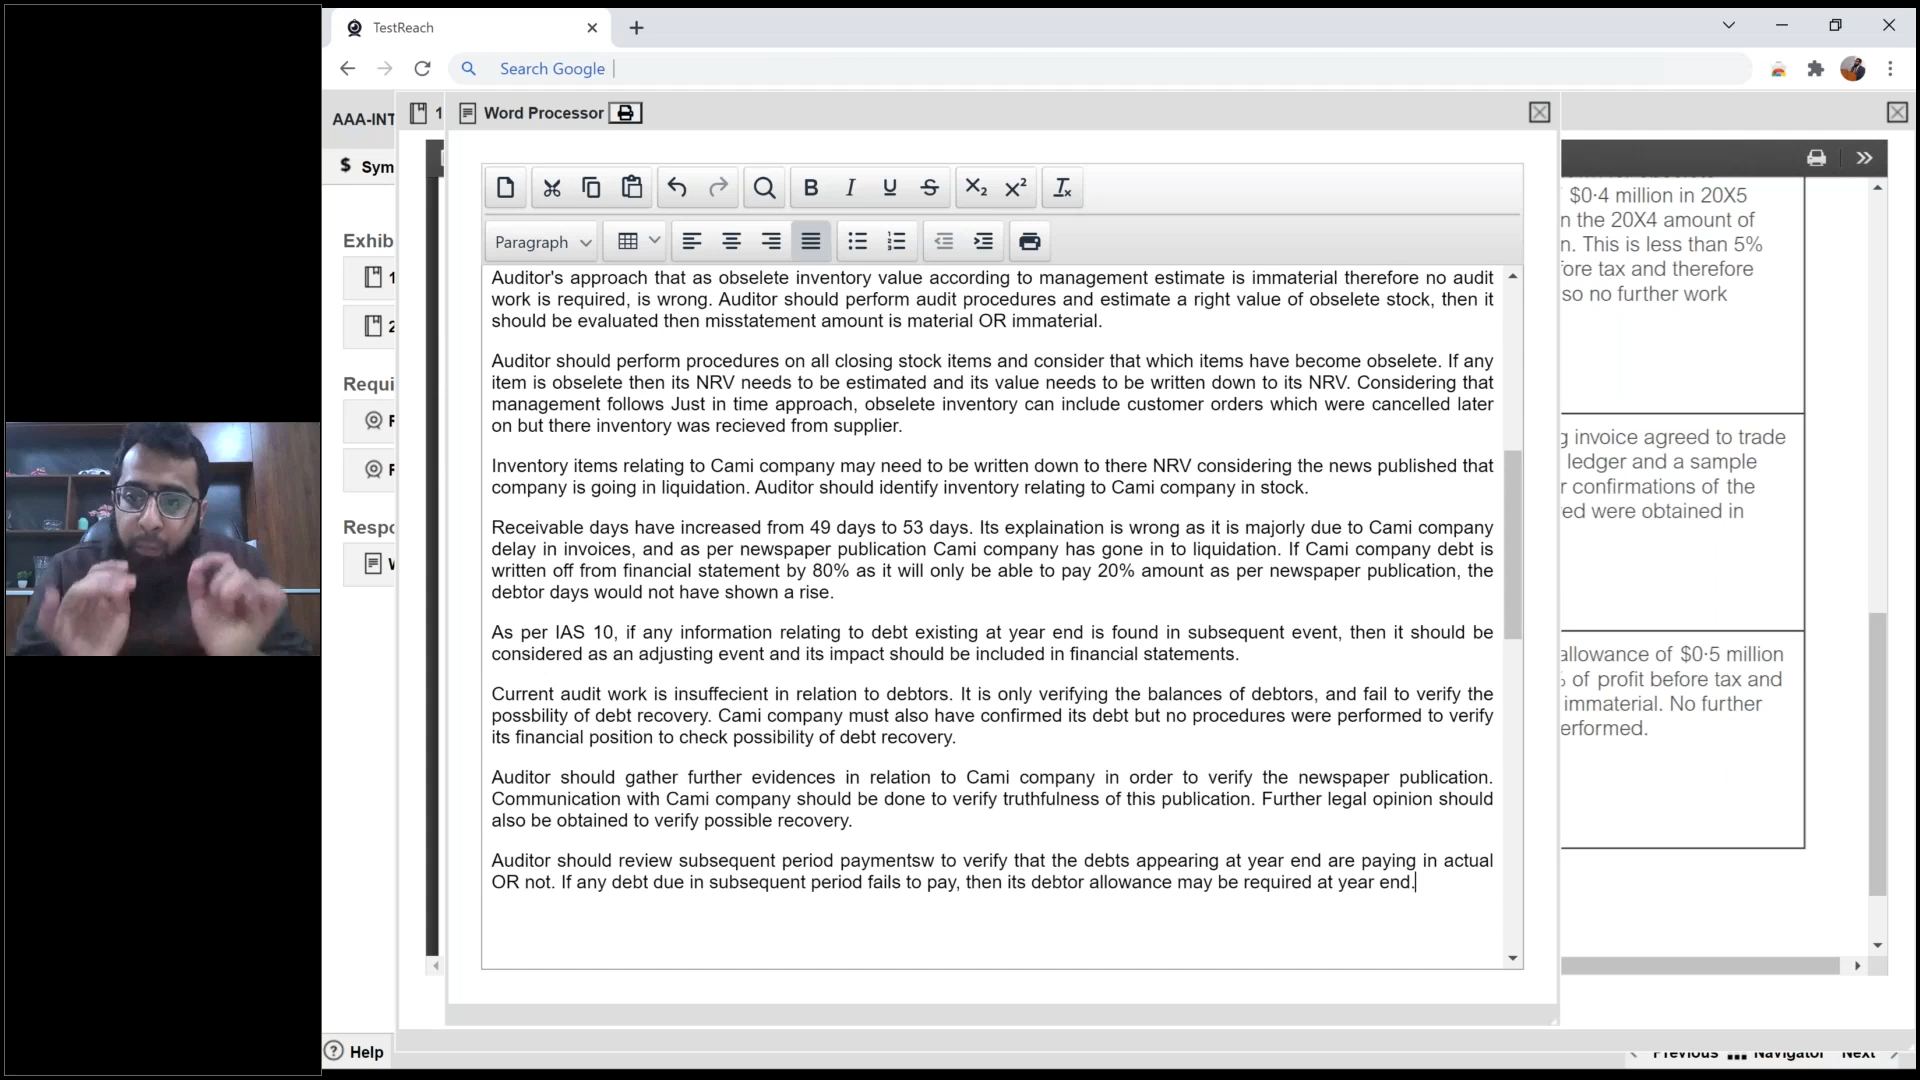 TestReach
Search Google
AAA-INT
1
Word Processor
$ Sym
Paragraph
Exhib
1
2
Requi
F
F
Respo
W
Auditor's approach that as obselete inventory value according to management estimate is immaterial therefore no audit
work is required, is wrong. Auditor should perform audit procedures and estimate a right value of obselete stock, then it
should be evaluated then misstatement amount is material OR immaterial.
Auditor should perform procedures on all closing stock items and consider that which items have become obselete. If any
item is obselete then its NRV needs to be estimated and its value needs to be written down to its NRV. Considering that
management follows Just in time approach, obselete inventory can include customer orders which were cancelled later
on but there inventory was recieved from supplier.
Inventory items relating to Cami company may need to be written down to there NRV considering the news published that
company is going in liquidation. Auditor should identify inventory relating to Cami company in stock.
Receivable days have increased from 49 days to 53 days. Its explaination is wrong as it is majorly due to Cami company
delay in invoices, and as per newspaper publication Cami company has gone in to liquidation. If Cami company debt is
written off from financial statement by 80% as it will only be able to pay 20% amount as per newspaper publication, the
debtor days would not have shown a rise.
As per IAS 10, if any information relating to debt existing at year end is found in subsequent event, then it should be
considered as an adjusting event and its impact should be included in financial statements.
Current audit work is insuffecient in relation to debtors. It is only verifying the balances of debtors, and fail to verify the
possbility of debt recovery. Cami company must also have confirmed its debt but no procedures were performed to verify
its financial position to check possibility of debt recovery.
Auditor should gather further evidences in relation to Cami company in order to verify the newspaper publication.
Communication with Cami company should be done to verify truthfulness of this publication. Further legal opinion should
also be obtained to verify possible recovery.
Auditor should review subsequent period paymentsw to verify that the debts appearing at year end are paying in actual
OR not. If any debt due in subsequent period fails to pay, then its debtor allowance may be required at year end.
$0·4 million in 20X5
n the 20X4 amount of
n. This is less than 5%
fore tax and therefore
so no further work
g invoice agreed to trade
ledger and a sample
r confirmations of the
ed were obtained in
allowance of $0·5 million
% of profit before tax and
immaterial. No further
erformed.
Help
Previous
Navigator
Next